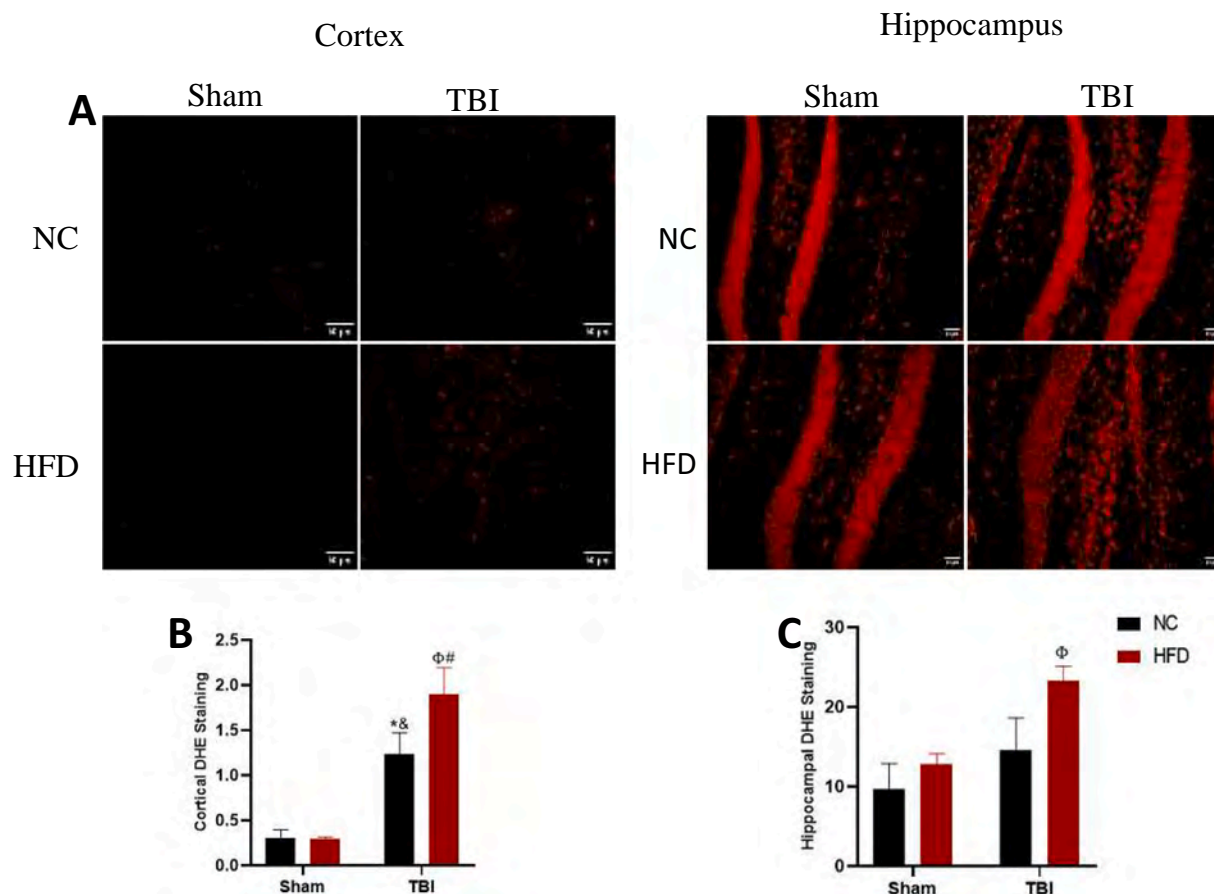 Cortex
Hippocampus
A
Sham
TBI
Sham
TBI
NC
NC
HFD
HFD
B
Cortical DHE Staining
2.5
2.0
1.5
1.0
0.5
0.0
*&
Φ#
Sham
TBI
C
Hippocampal DHE Staining
30
20
10
0
Φ
Sham
TBI
NC
HFD